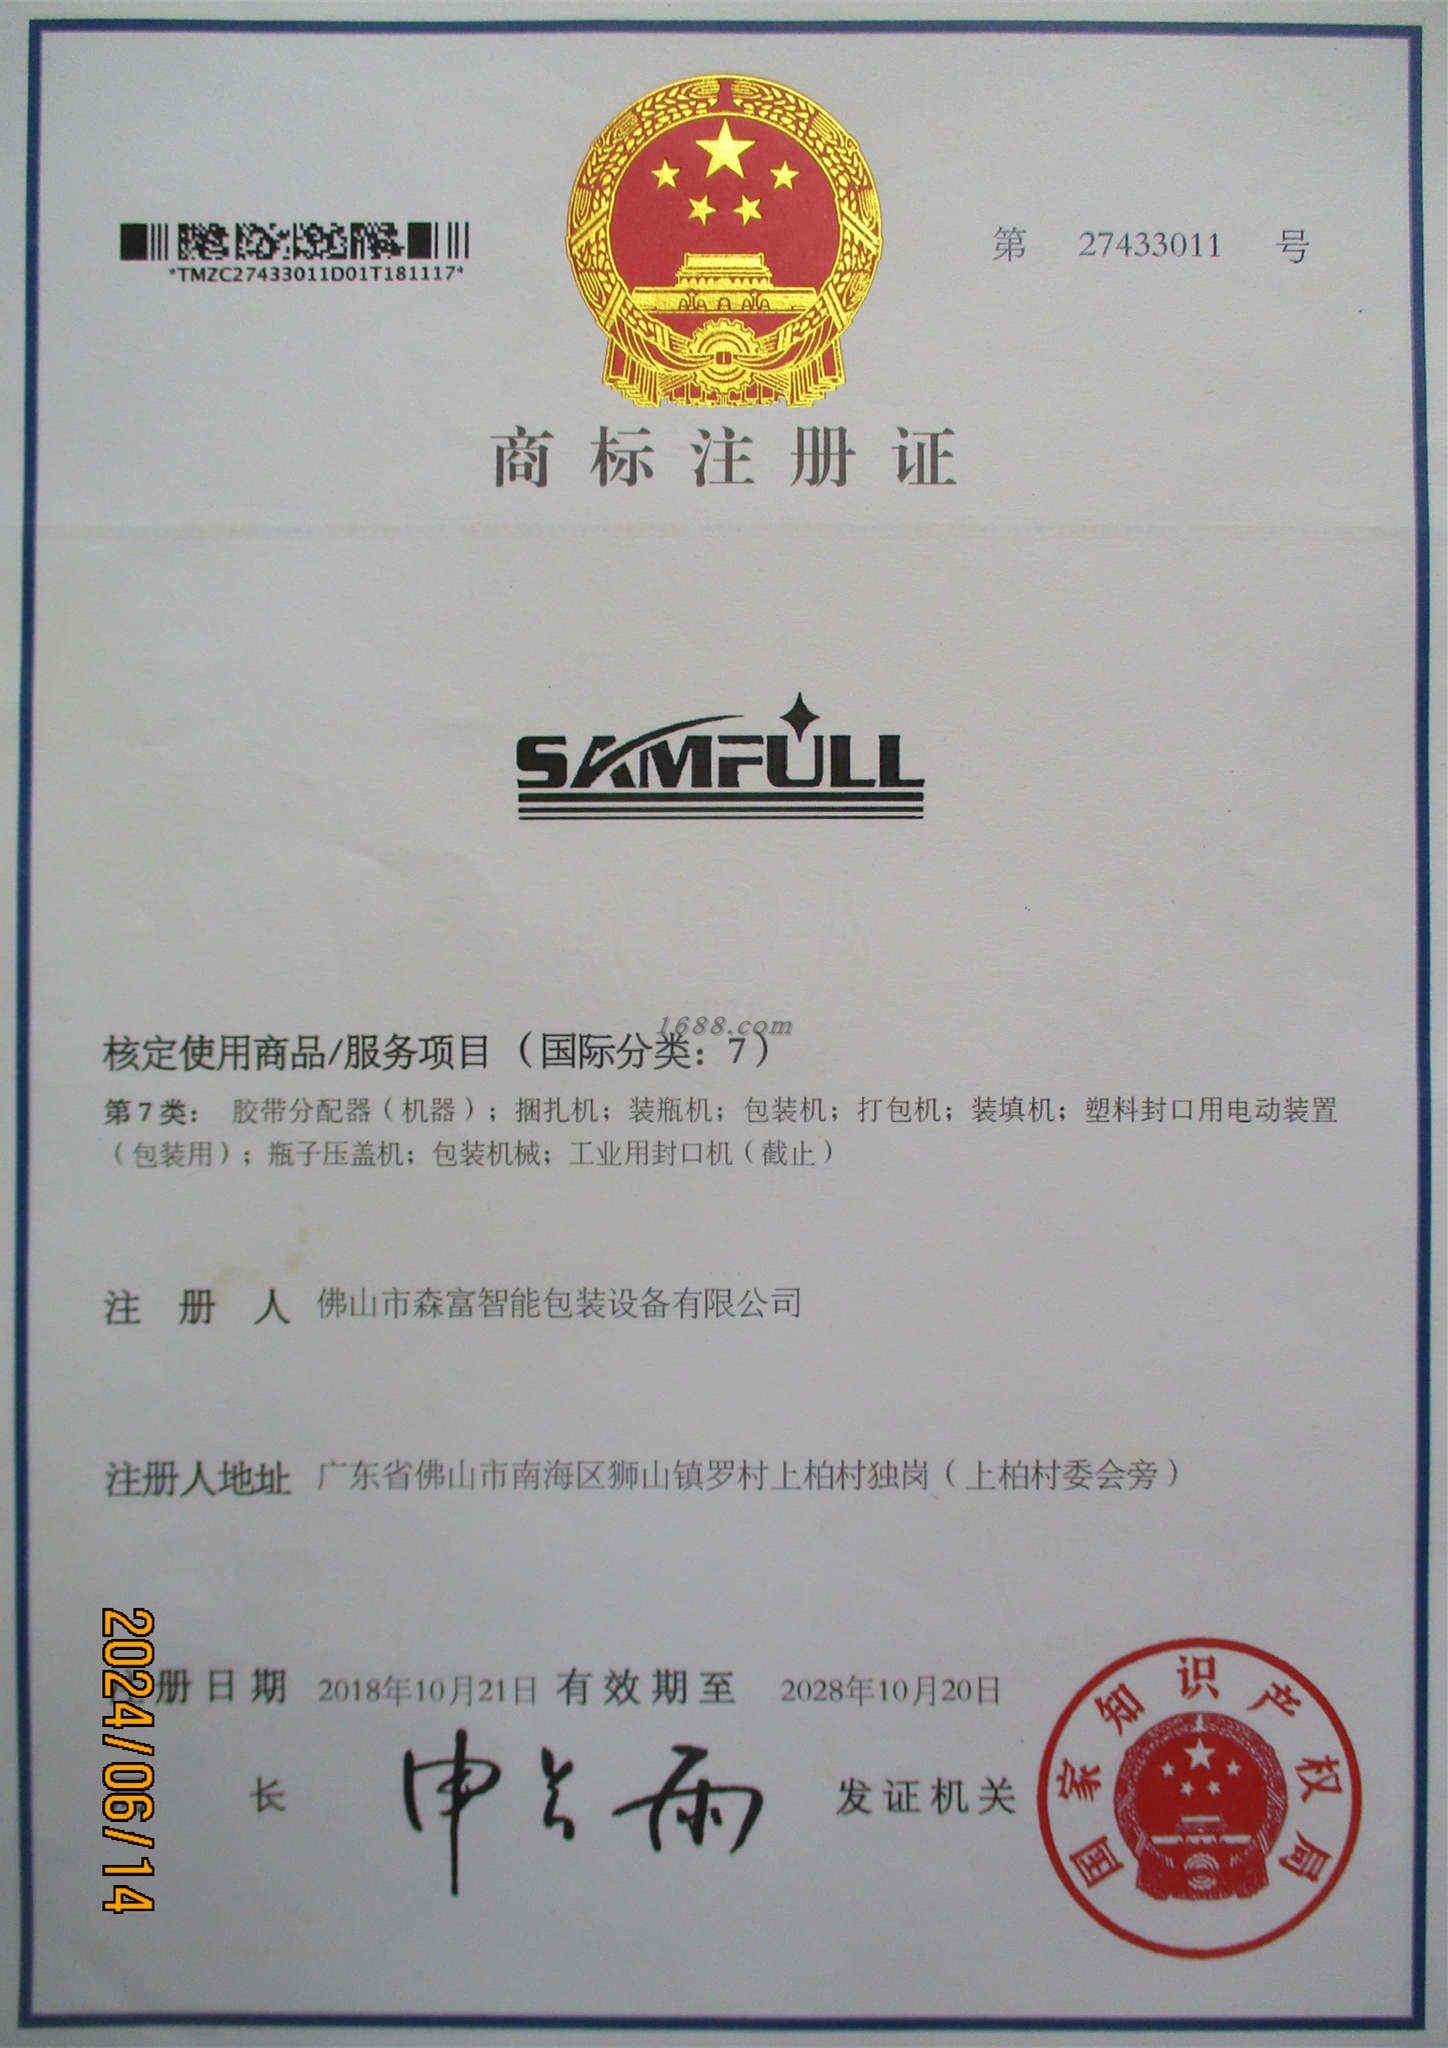 *TMZC27433011D01T181117*
第 27433011 号
商标注册证
SAMFULL
1688.com
核定使用商品/服务项目（国际分类：7）
第7类：胶带分配器（机器）；捆扎机；装瓶机；包装机；打包机；装填机；塑料封口用电动装置
（包装用）；瓶子压盖机；包装机械；工业用封口机（截止）
注册人 佛山市森富智能包装设备有限公司
注册人地址 广东省佛山市南海区狮山镇罗村上柏村独岗（上柏村委会旁）
册日期 2018年10月21日 有效期至 2028年10月20日
长 申长雨 发证机关
国家知识产权局
2024/06/14